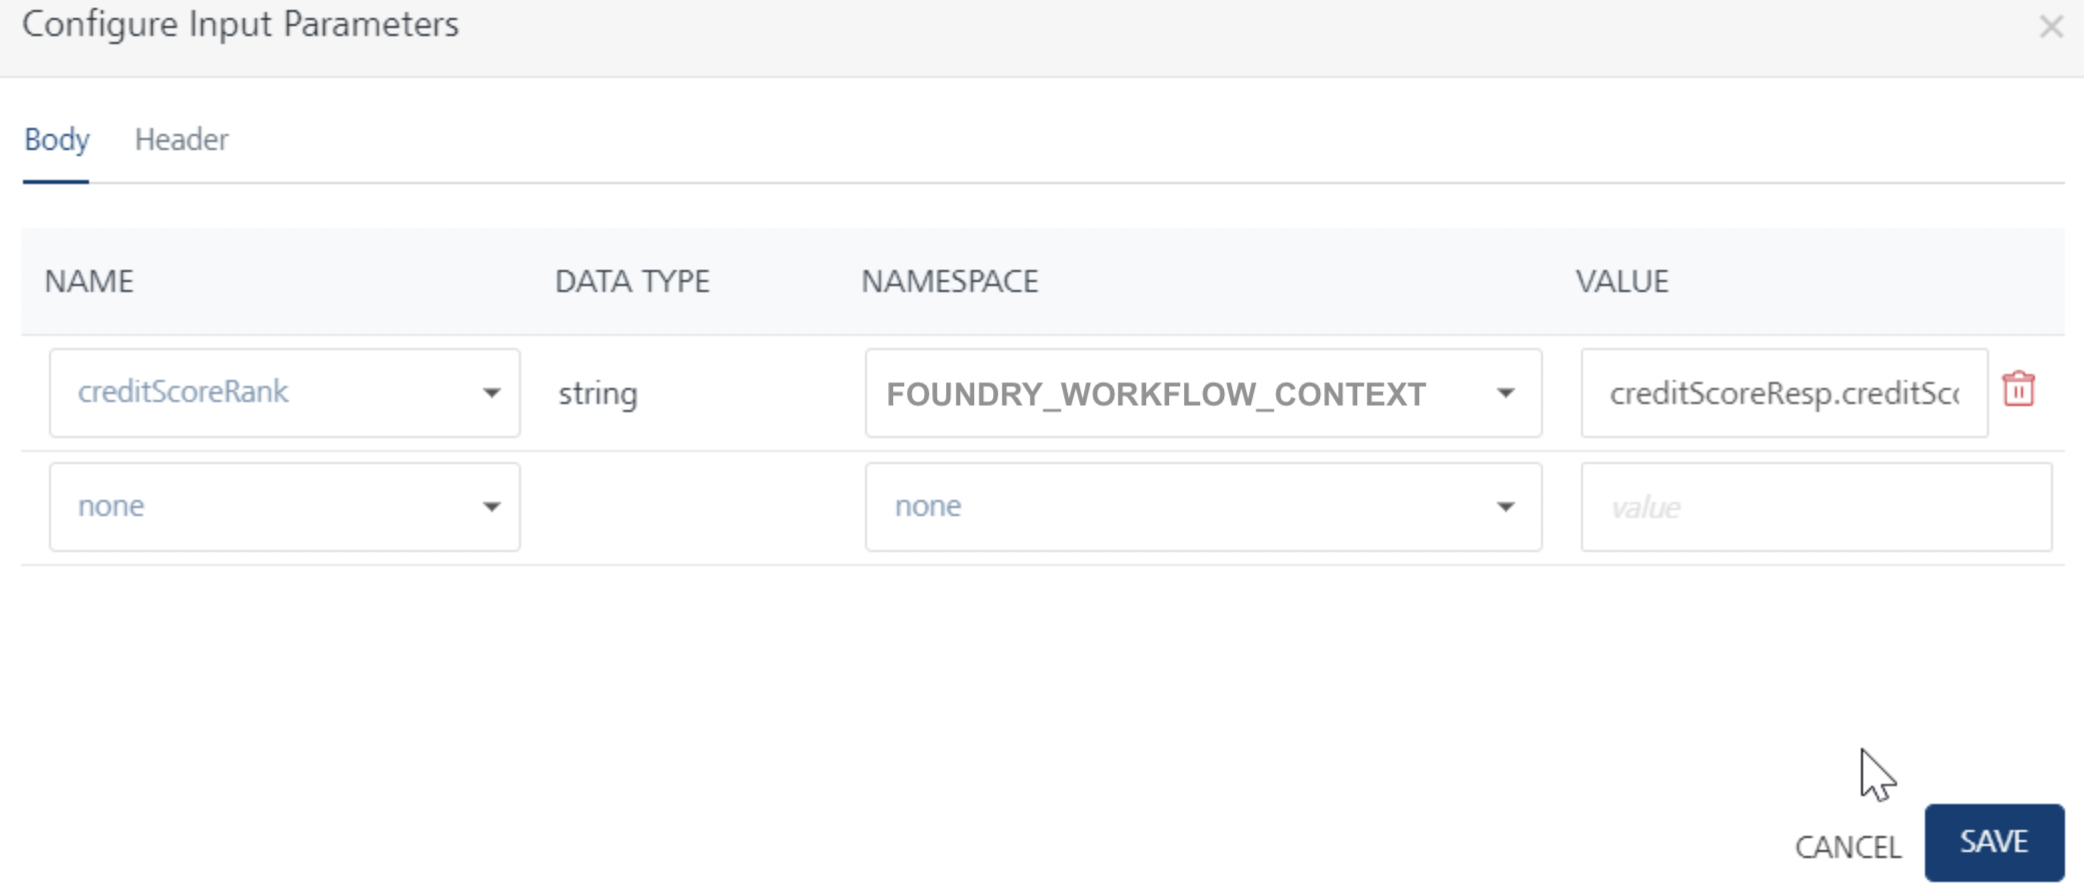 Configure Input Parameters
Body Header
NAME DATA TYPE NAMESPACE VALUE
creditScoreRank string FOUNDRY_WORKFLOW_CONTEXT creditScoreResp.creditSc
none none value
CANCEL SAVE